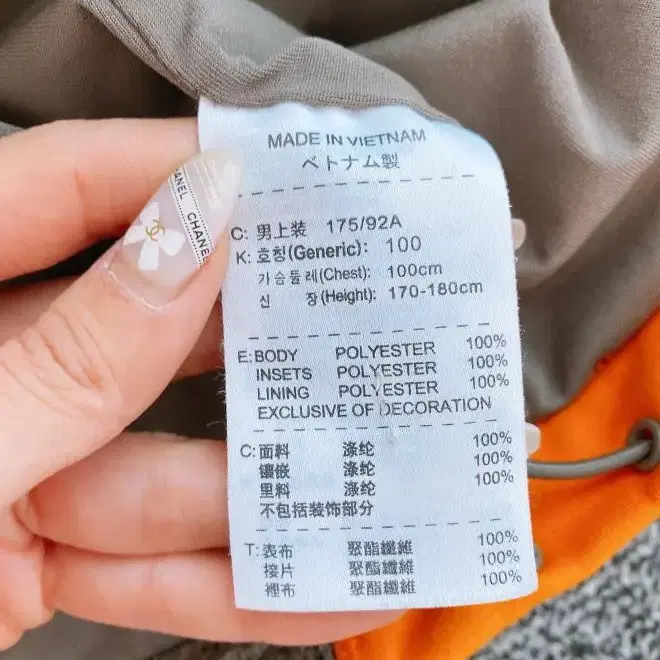 MADE IN VIETNAM
ベトナム製
C: 男上装 175/92A
K: 호칭(Generic): 100
가슴둘레(Chest): 100cm
신 장(Height): 170-180cm
E: BODY POLYESTER 100%
INSETS POLYESTER 100%
LINING POLYESTER 100%
EXCLUSIVE OF DECORATION
C: 面料 涤纶 100%
镶嵌 涤纶 100%
里料 涤纶 100%
不包括装饰部分
T: 表布 聚酯纖維 100%
接片 聚酯纖維 100%
裡布 聚酯纖維 100%
CHANEL CHANEL